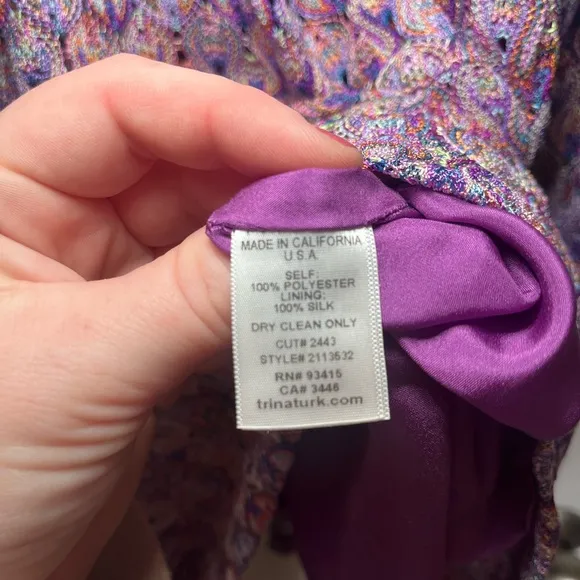 MADE IN CALIFORNIA
U.S.A.
SELF:
100% POLYESTER
LINING:
100% SILK
DRY CLEAN ONLY
CUT# 2443
STYLE# 2113532
RN# 93415
CA# 3446
trinaturk.com